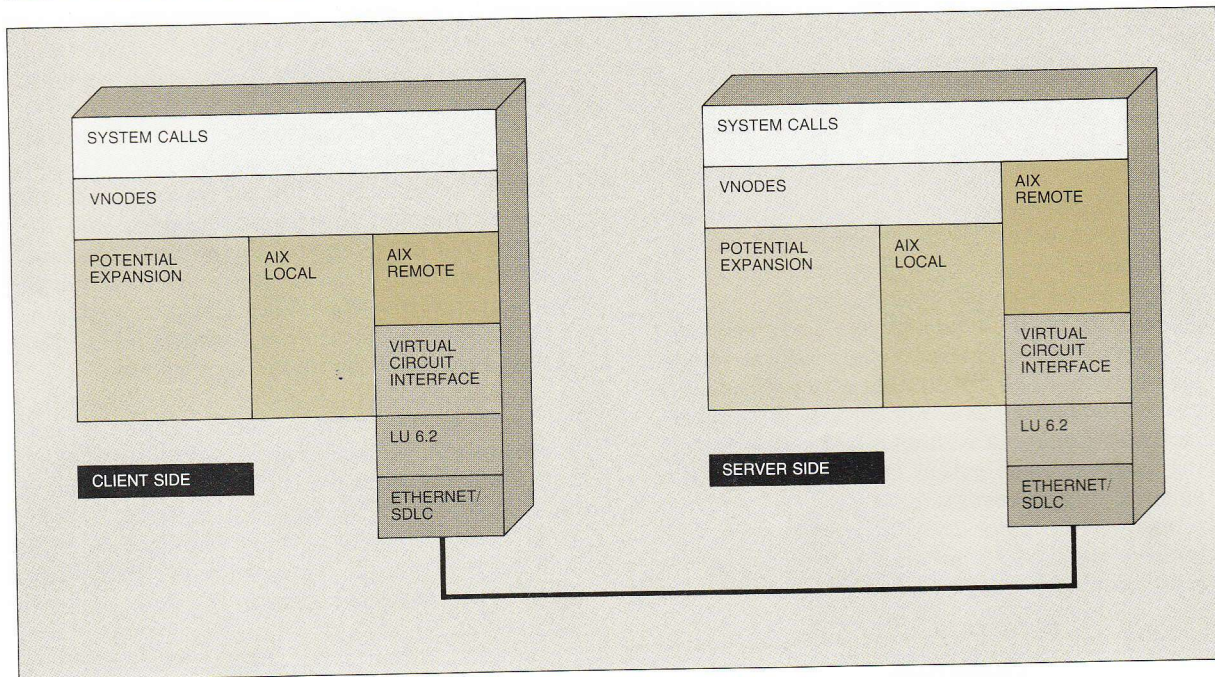 SYSTEM CALLS
VNODES
POTENTIAL
EXPANSION
AIX
LOCAL
AIX
REMOTE
VIRTUAL
CIRCUIT
INTERFACE
LU 6.2
ETHERNET/
SDLC
CLIENT SIDE
SYSTEM CALLS
VNODES
AIX
REMOTE
POTENTIAL
EXPANSION
AIX
LOCAL
VIRTUAL
CIRCUIT
INTERFACE
LU 6.2
ETHERNET/
SDLC
SERVER SIDE